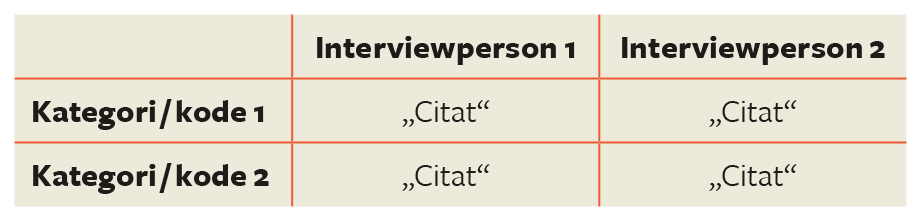 Interviewperson 1 Interviewperson 2
Kategori/kode 1 „Citat“ „Citat“
Kategori/kode 2 „Citat“ „Citat“